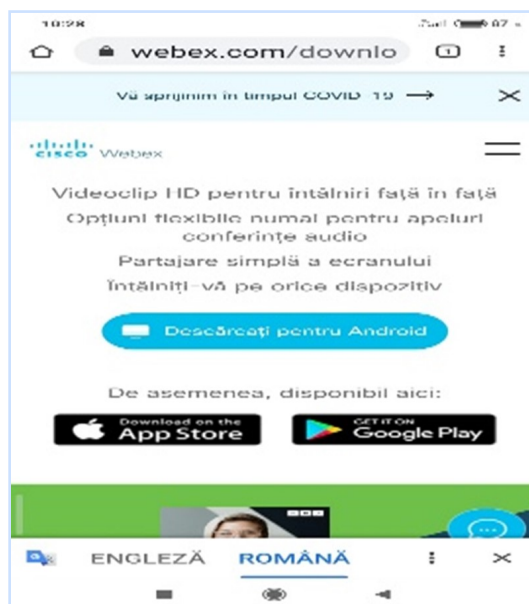 10:28
webex.com/downlo
Vă sprijinim în timpul COVID-19 →
CISCO Webex
Videoclip HD pentru întâlniri față în față
Opțiuni flexibile numai pentru apeluri
conferințe audio
Partajare simplă a ecranului
Întâlniți-vă pe orice dispozitiv
Descărcați pentru Android
De asemenea, disponibil aici:
Download on the
App Store
GET IT ON
Google Play
ENGLEZĂ ROMÂNĂ